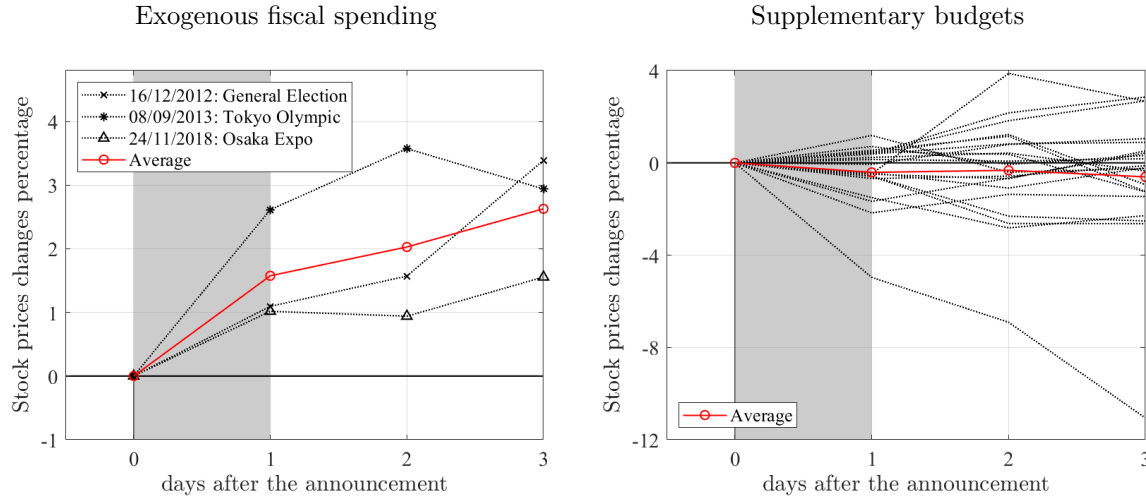 Exogenous fiscal spending
Stock prices changes percentage
4
3
2
1
0
-1
16/12/2012: General Election
08/09/2013: Tokyo Olympic
24/11/2018: Osaka Expo
Average
0 1 2 3
days after the announcement
Supplementary budgets
Stock prices changes percentage
4
0
-4
-8
-12
Average
0 1 2 3
days after the announcement